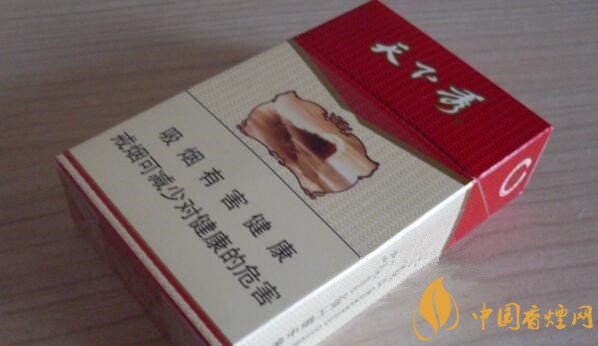 天下秀
吸烟有害健康
戒烟可减少对健康的危害
中国香烟网